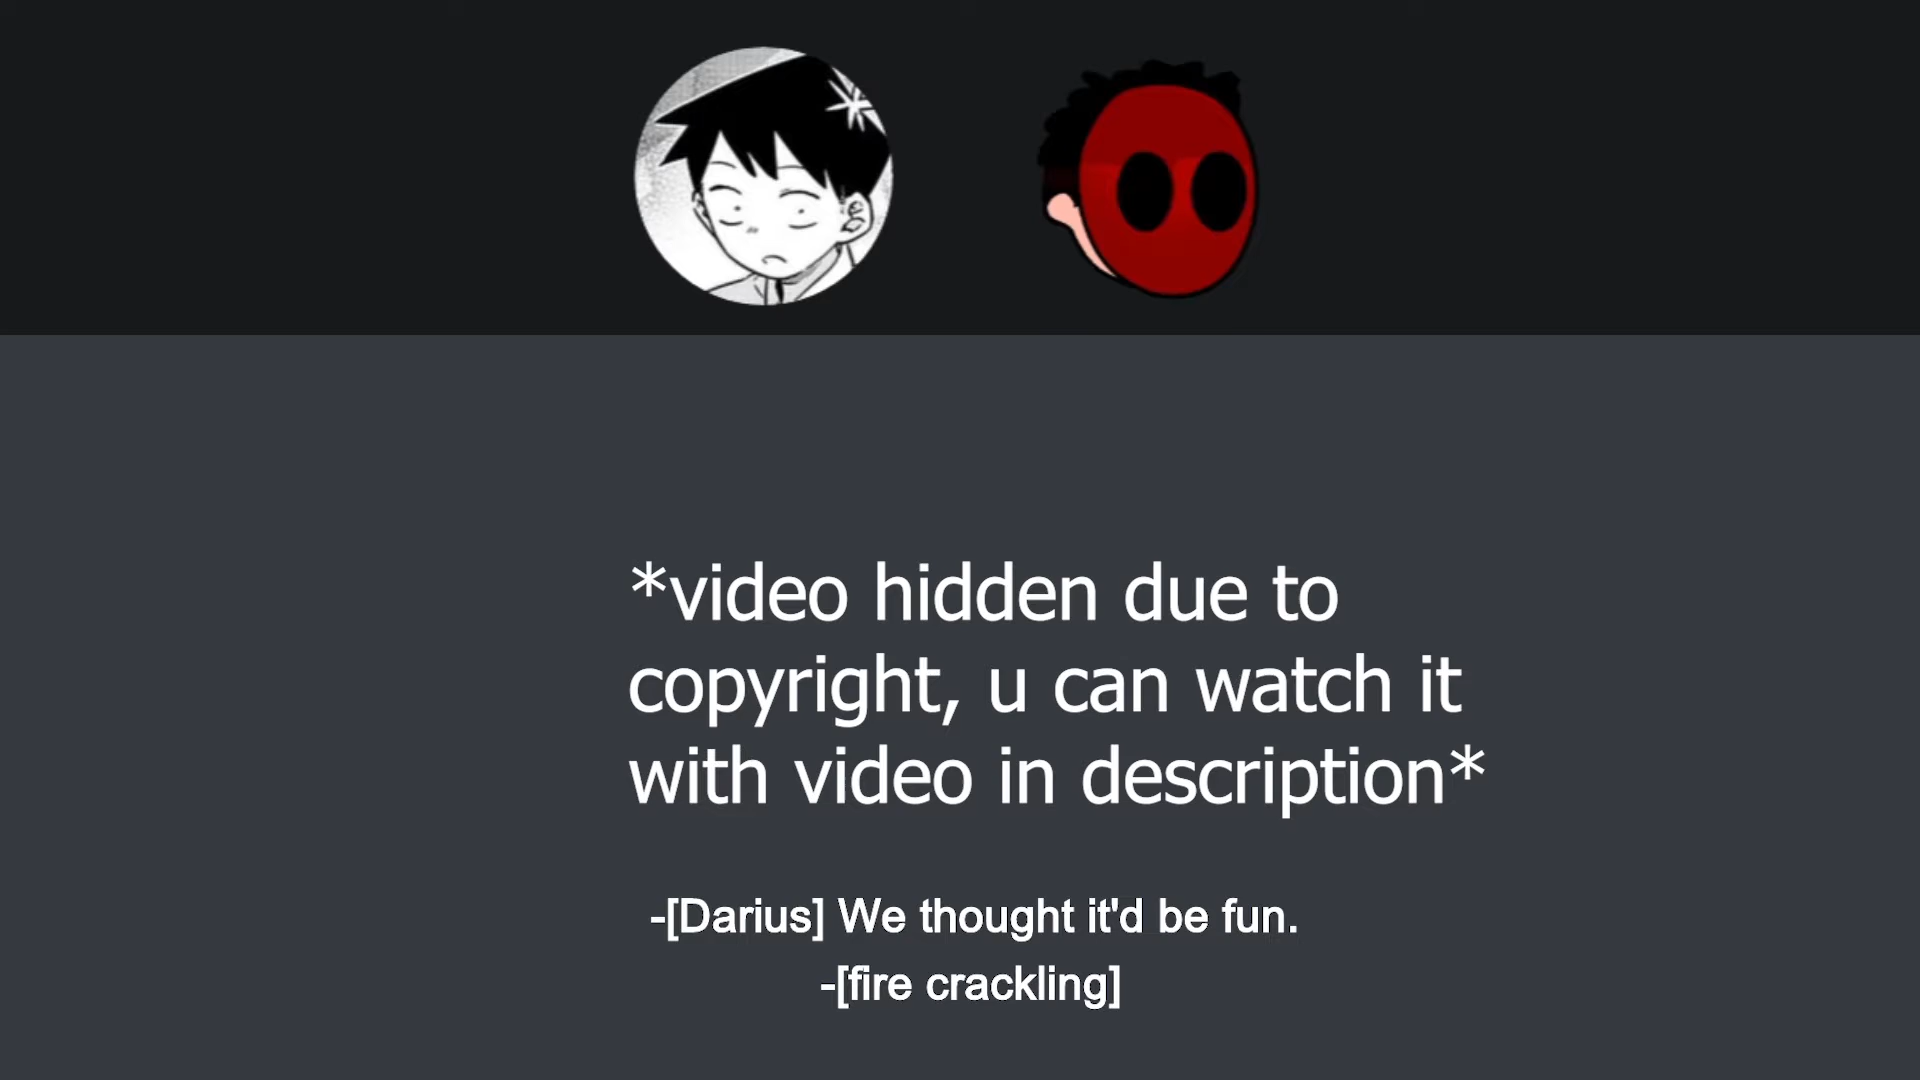 *video hidden due to
copyright, u can watch it
with video in description*
-[Darius] We thought it'd be fun.
-[fire crackling]